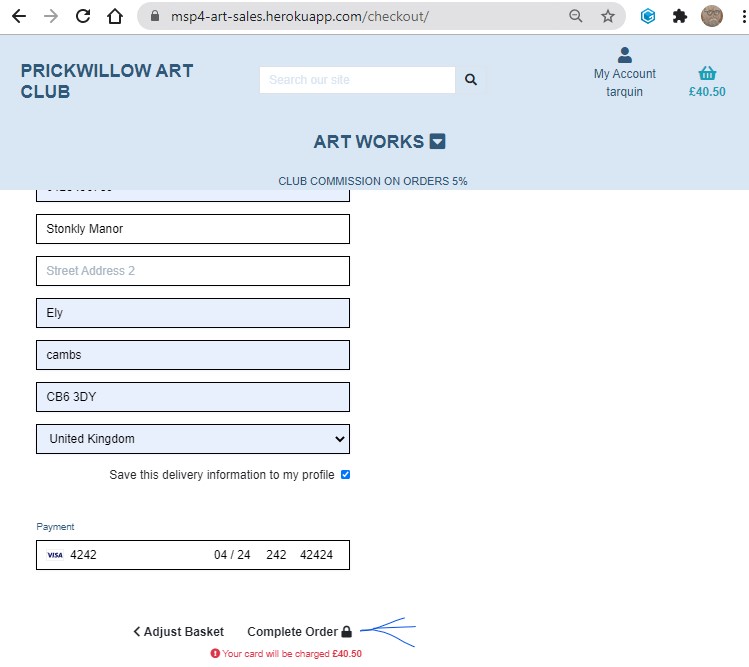 msp4-art-sales.herokuapp.com/checkout/
PRICKWILLOW ART
CLUB
Search our site
My Account
tarquin
£40.50
ART WORKS
CLUB COMMISSION ON ORDERS 5%
Stonkly Manor
Street Address 2
Ely
cambs
CB6 3DY
United Kingdom
Save this delivery information to my profile
Payment
VISA 4242 04 / 24 242 42424
Adjust Basket Complete Order
Your card will be charged £40.50